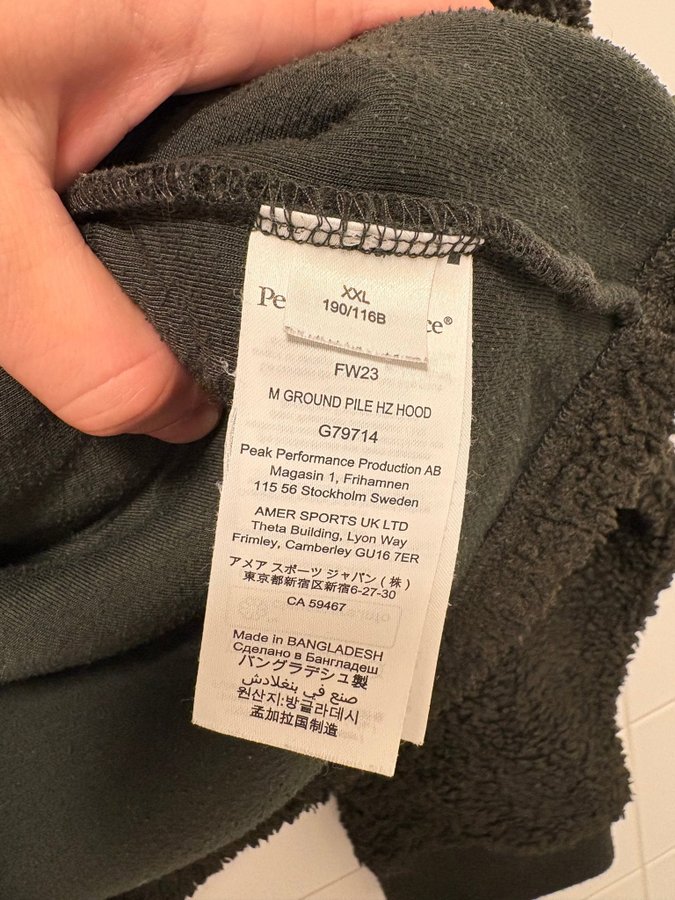 XXL
190/116B
Pe ce®
FW23
M GROUND PILE HZ HOOD
G79714
Peak Performance Production AB
Magasin 1, Frihamnen
115 56 Stockholm Sweden
AMER SPORTS UK LTD
Theta Building, Lyon Way
Frimley, Camberley GU16 7ER
アメア スポーツ ジャパン (株)
東京都新宿区新宿6-27-30
CA 59467
Made in BANGLADESH
Сделано в Бангладеш
バングラデシュ製
صنع في بنغلادش
원산지:방글라데시
孟加拉国制造